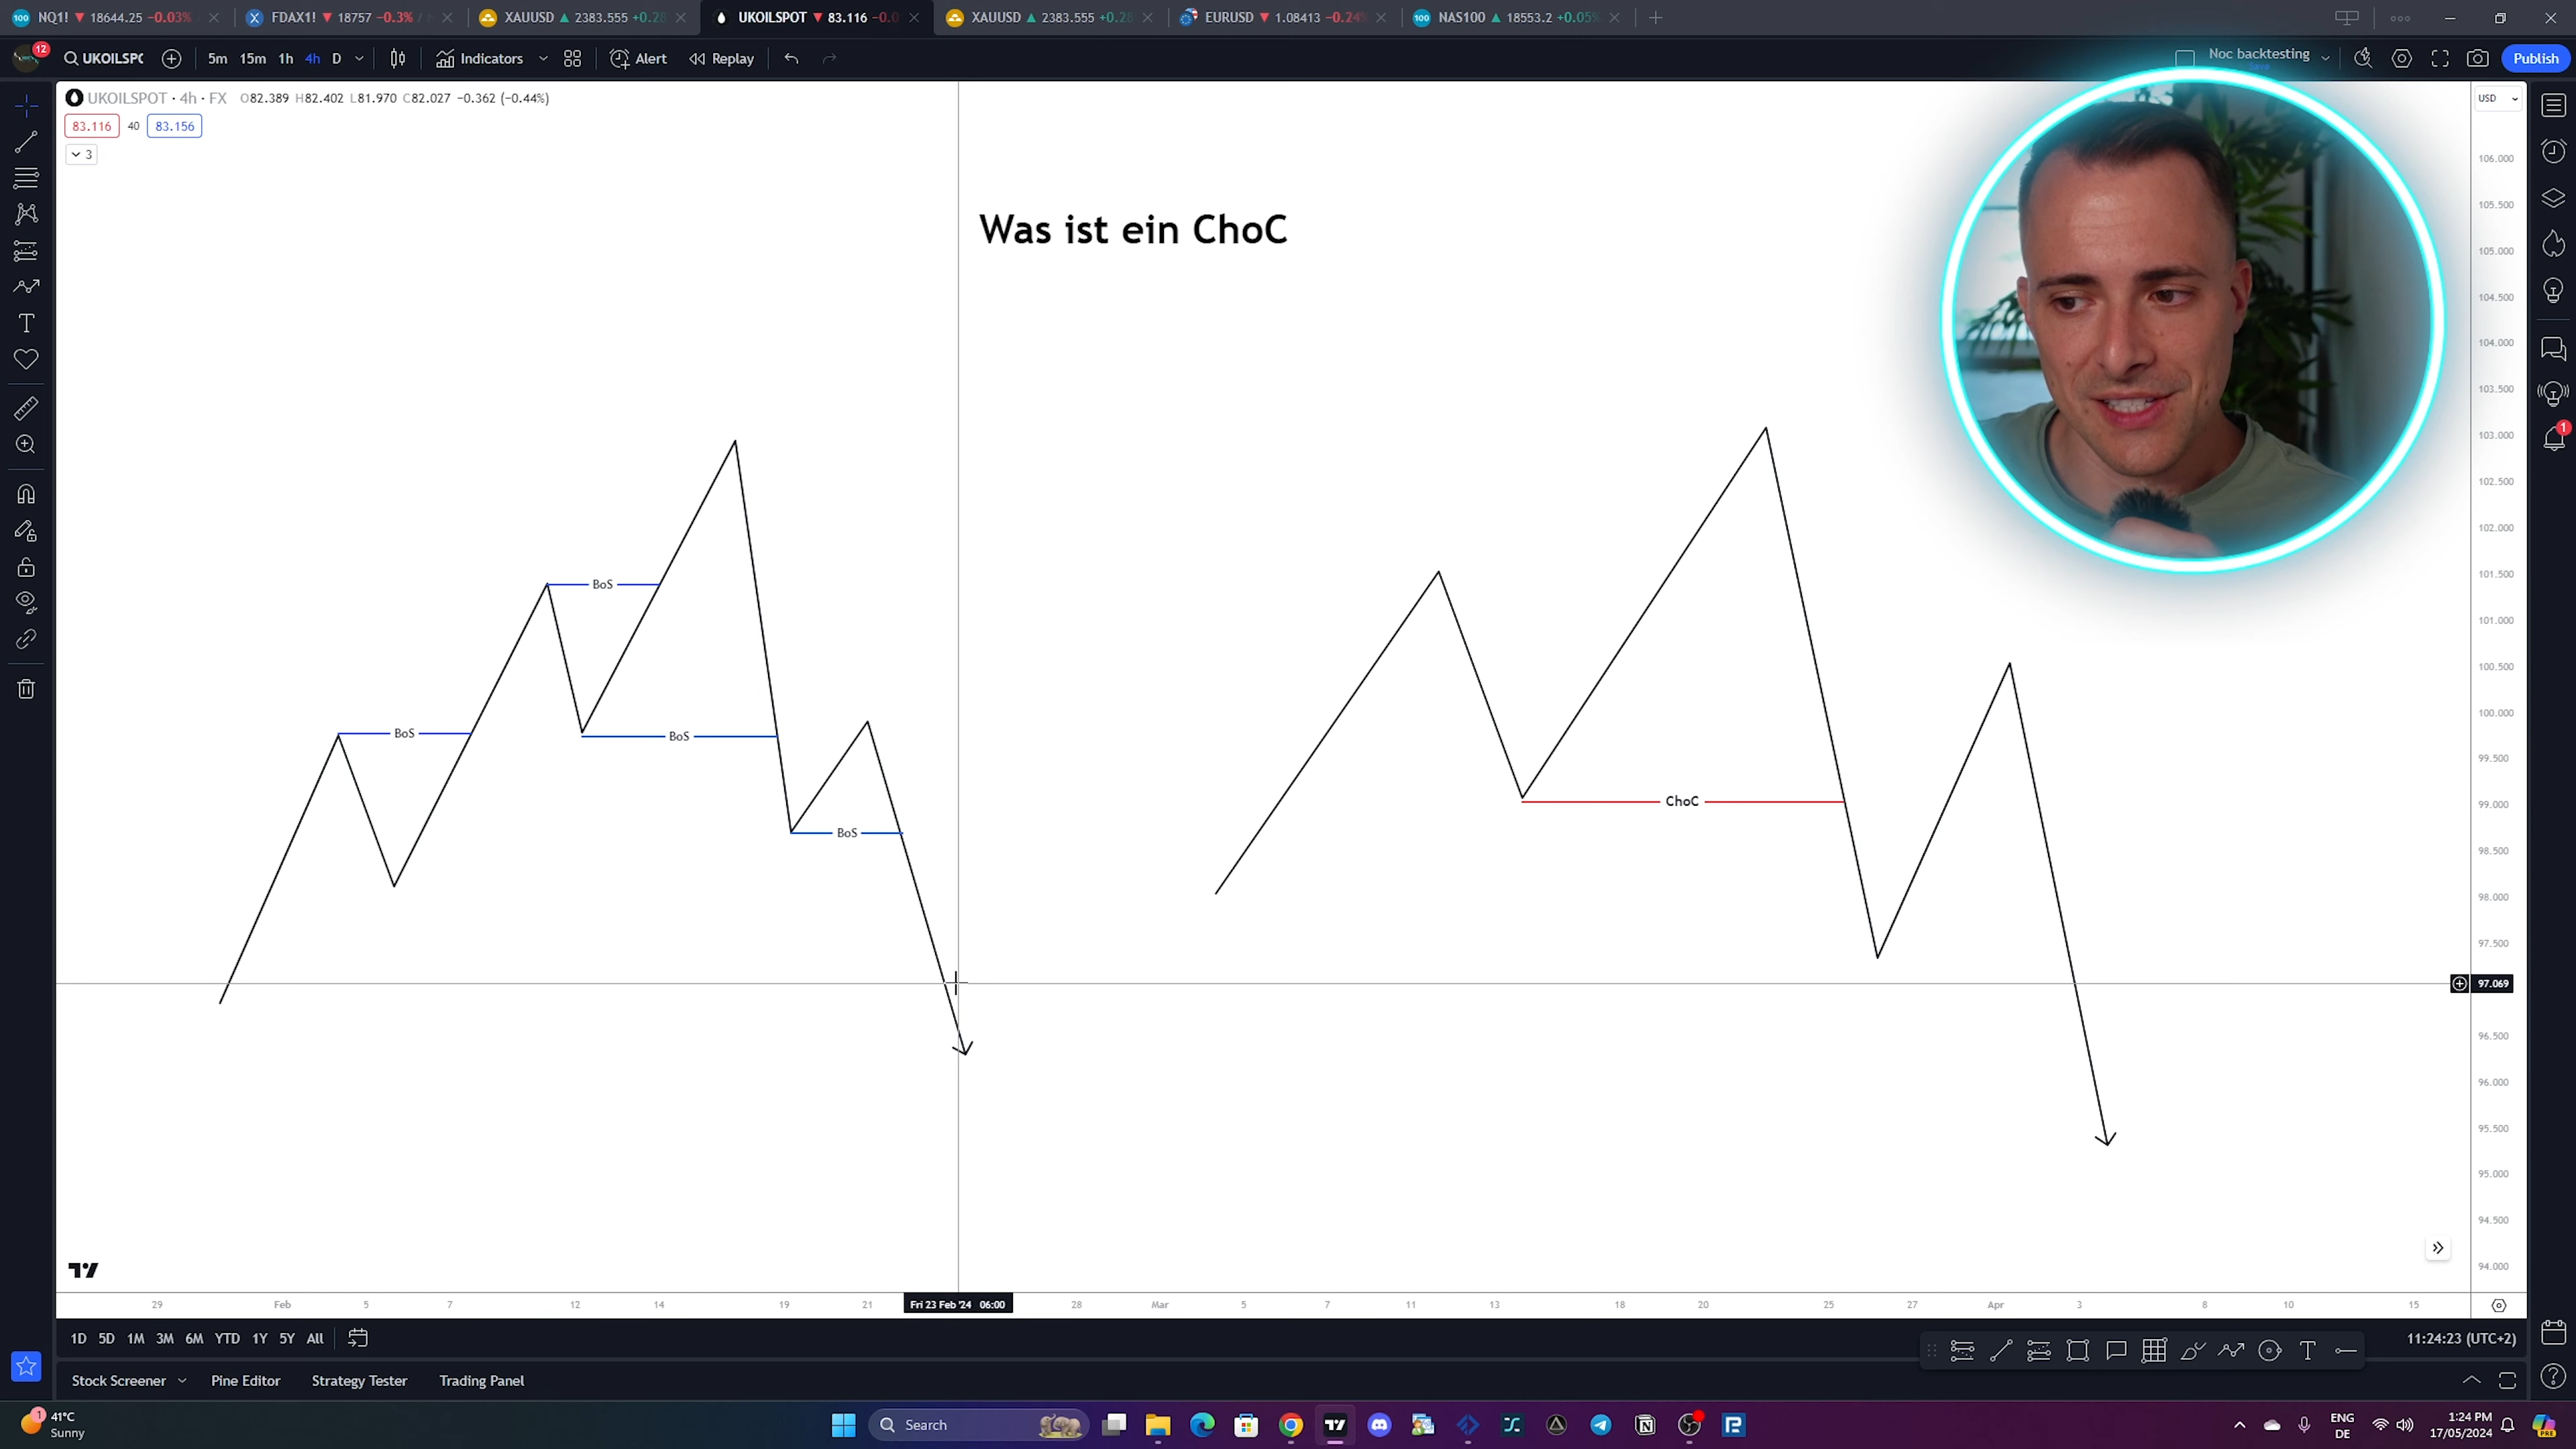 NQ1! ▼ 18644.25 −0.03%
FDAX1! ▼ 18757 −0.3%
XAUUSD ▲ 2383.555 +0.28
UKOILSPOT ▼ 83.116 −0.0
XAUUSD ▲ 2383.555 +0.28
EURUSD ▼ 1.08413 −0.24%
NAS100 ▲ 18553.2 +0.05%
12
UKOILSPC
5m 15m 1h 4h D
Indicators
Alert
Replay
Noc backtesting
Save
Publish
UKOILSPOT · 4h · FX O82.389 H82.402 L81.970 C82.027 −0.362 (−0.44%)
83.116 40 83.156
3
USD
Was ist ein ChoC
BoS
BoS
BoS
BoS
ChoC
106.000
105.500
105.000
104.500
104.000
103.500
103.000
102.500
102.000
101.500
101.000
100.500
100.000
99.500
99.000
98.500
98.000
97.500
97.069
96.500
96.000
95.500
95.000
94.500
94.000
1
29 Feb 5 7 12 14 19 21 Fri 23 Feb '24 06:00 28 Mar 5 7 11 13 18 20 25 27 Apr 3 8 10 15
1D 5D 1M 3M 6M YTD 1Y 5Y All
11:24:23 (UTC+2)
Stock Screener Pine Editor Strategy Tester Trading Panel
1
41°C
Sunny
Search
ENG
DE
1:24 PM
17/05/2024
PRE